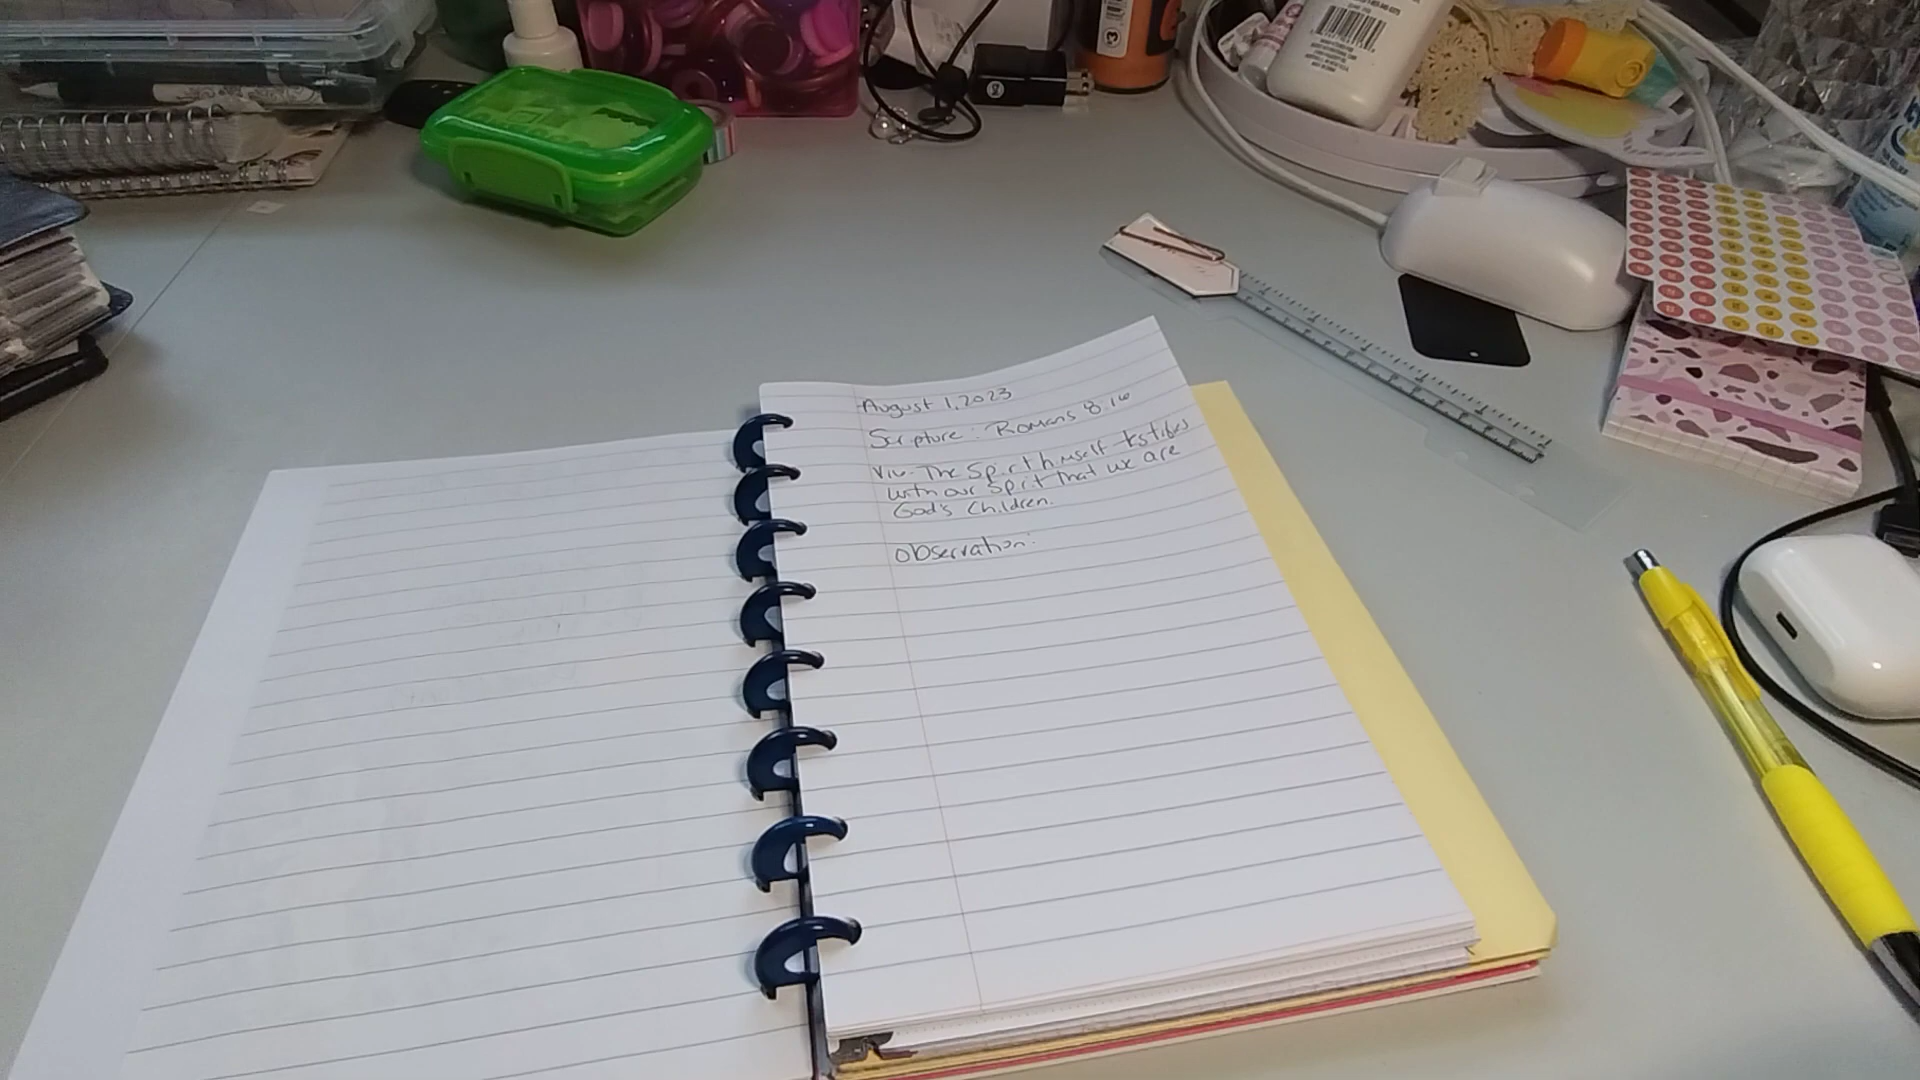 August 1, 2023
Scripture: Romans 8:16
V16- The Spirit himself testifies
with our Spirit that we are
God's Children.
Observation: